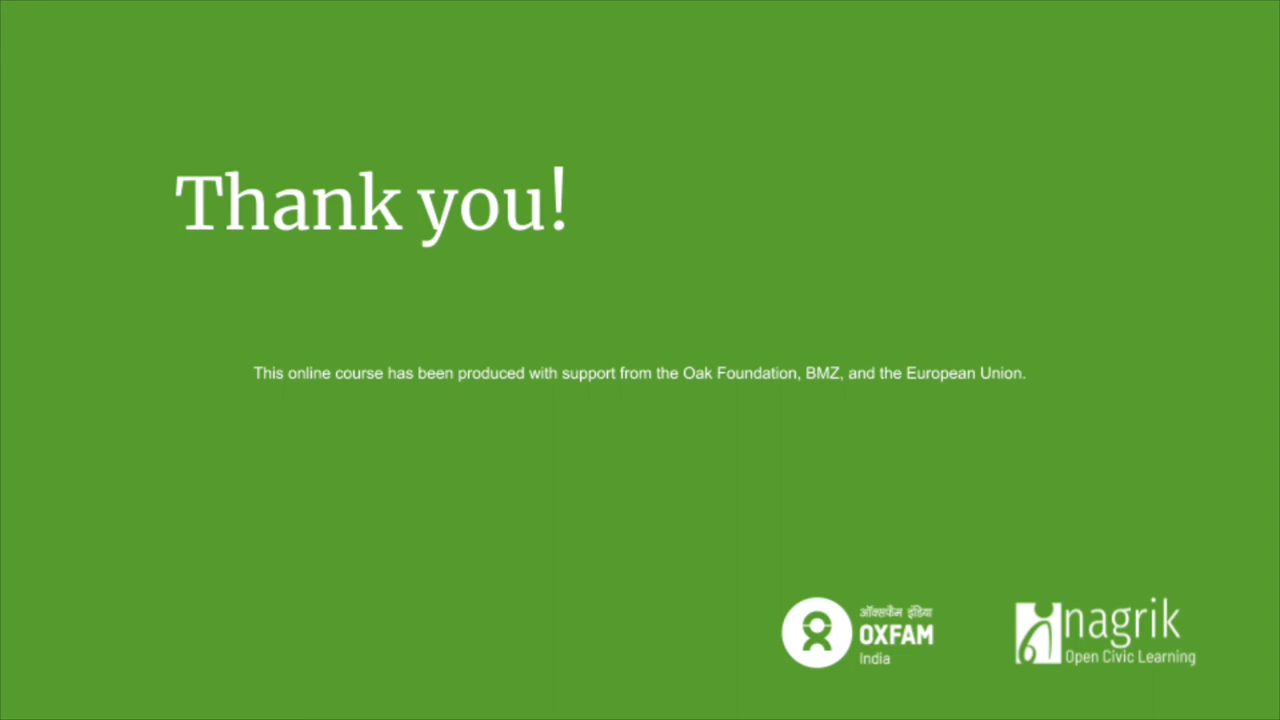 Thank you!
This online course has been produced with support from the Oak Foundation, BMZ, and the European Union.
ऑक्सफैम इंडिया
OXFAM
India
nagrik
Open Civic Learning